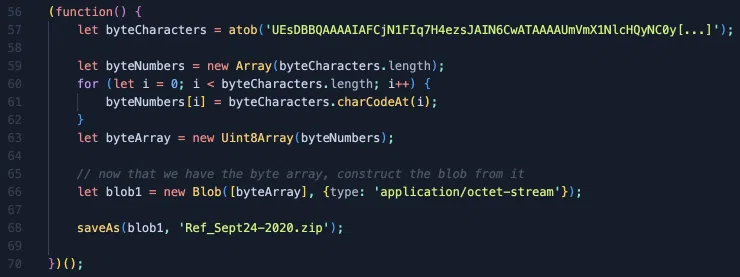 56 (function() {
57 let byteCharacters = atob('UEsDBBQAAAAIAFCjN1FIq7H4ezsJAIN6CwATAAAAUmVmX1NlcHQyNC0y[...]');
58
59 let byteNumbers = new Array(byteCharacters.length);
60 for (let i = 0; i < byteCharacters.length; i++) {
61 byteNumbers[i] = byteCharacters.charCodeAt(i);
62 }
63 let byteArray = new Uint8Array(byteNumbers);
64
65 // now that we have the byte array, construct the blob from it
66 let blob1 = new Blob([byteArray], {type: 'application/octet-stream'});
67
68 saveAs(blob1, 'Ref_Sept24-2020.zip');
69
70 })();